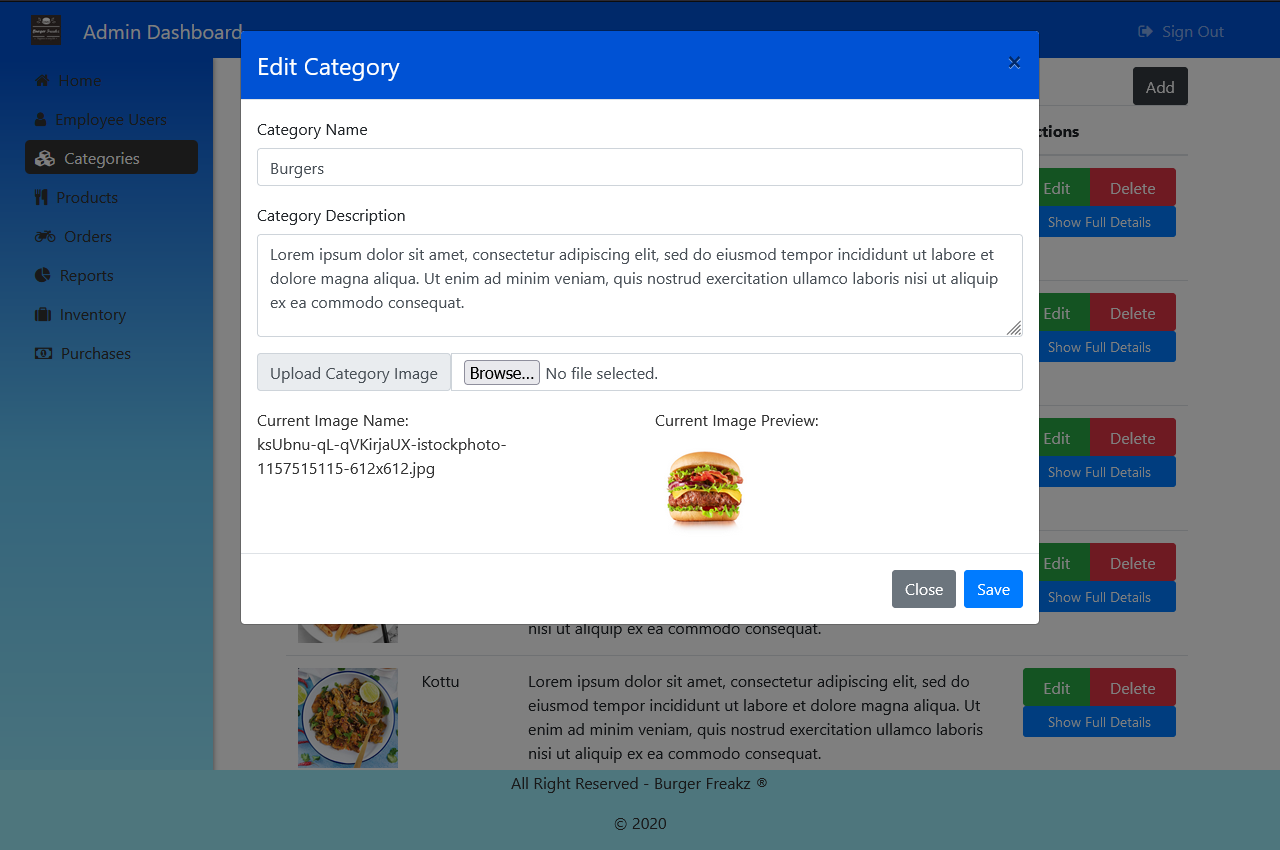 Admin Dashboard
Sign Out
Home
Employee Users
Categories
Products
Orders
Reports
Inventory
Purchases
Add
Edit Category
×
Category Name
Burgers
Category Description
Lorem ipsum dolor sit amet, consectetur adipiscing elit, sed do eiusmod tempor incididunt ut labore et
dolore magna aliqua. Ut enim ad minim veniam, quis nostrud exercitation ullamco laboris nisi ut aliquip
ex ea commodo consequat.
Upload Category Image
Browse... No file selected.
Current Image Name:
ksUbnu-qL-qVKirjaUX-istockphoto-
1157515115-612x612.jpg
Current Image Preview:
Close
Save
ctions
Edit Delete
Show Full Details
Edit Delete
Show Full Details
Edit Delete
Show Full Details
Edit Delete
Show Full Details
nisi ut aliquip ex ea commodo consequat.
Kottu
Lorem ipsum dolor sit amet, consectetur adipiscing elit, sed do
eiusmod tempor incididunt ut labore et dolore magna aliqua. Ut
enim ad minim veniam, quis nostrud exercitation ullamco laboris
nisi ut aliquip ex ea commodo consequat.
Edit Delete
Show Full Details
All Right Reserved - Burger Freakz ®
© 2020